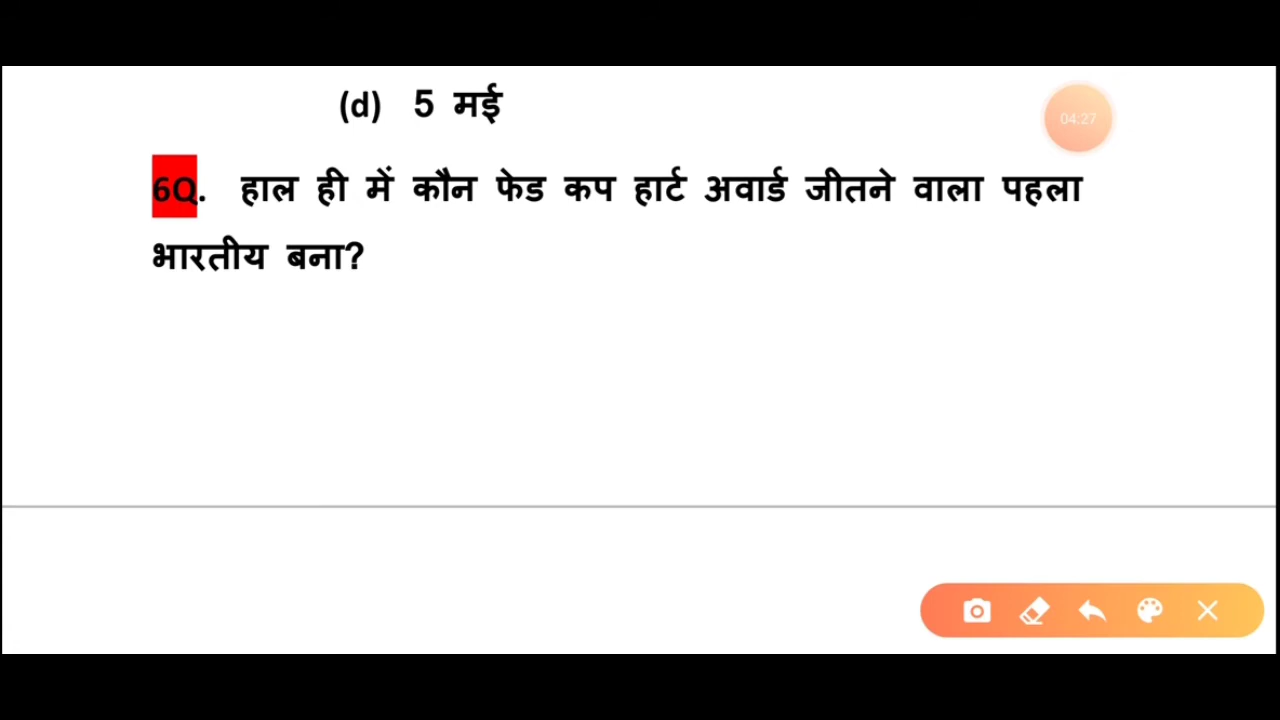 (d) 5 मई
04:27
6Q. हाल ही में कौन फेड कप हार्ट अवार्ड जीतने वाला पहला
भारतीय बना?